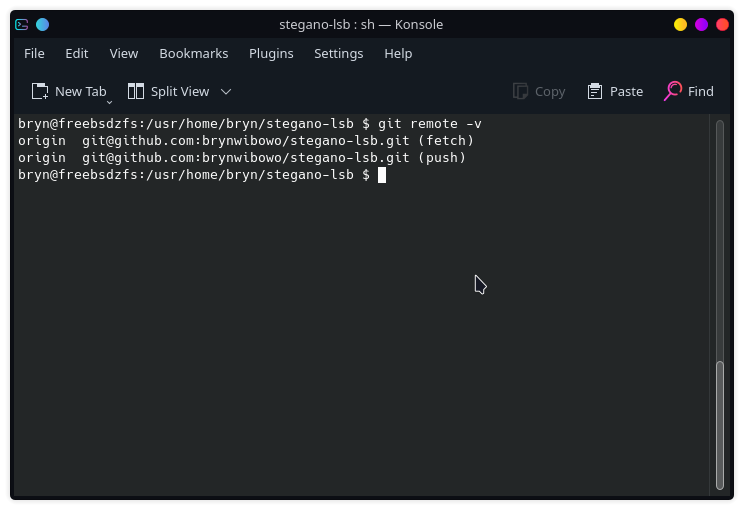 stegano-lsb : sh — Konsole
File Edit View Bookmarks Plugins Settings Help
New Tab Split View Copy Paste Find
bryn@freebsdzfs:/usr/home/bryn/stegano-lsb $ git remote -v
origin  git@github.com:brynwibowo/stegano-lsb.git (fetch)
origin  git@github.com:brynwibowo/stegano-lsb.git (push)
bryn@freebsdzfs:/usr/home/bryn/stegano-lsb $